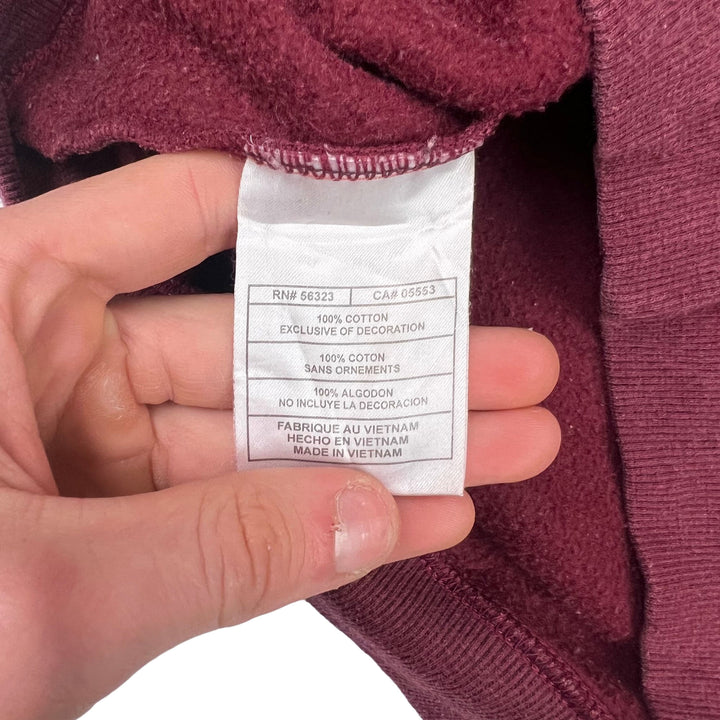 RN# 56323 CA# 05553
100% COTTON
EXCLUSIVE OF DECORATION
100% COTON
SANS ORNEMENTS
100% ALGODON
NO INCLUYE LA DECORACION
FABRIQUE AU VIETNAM
HECHO EN VIETNAM
MADE IN VIETNAM